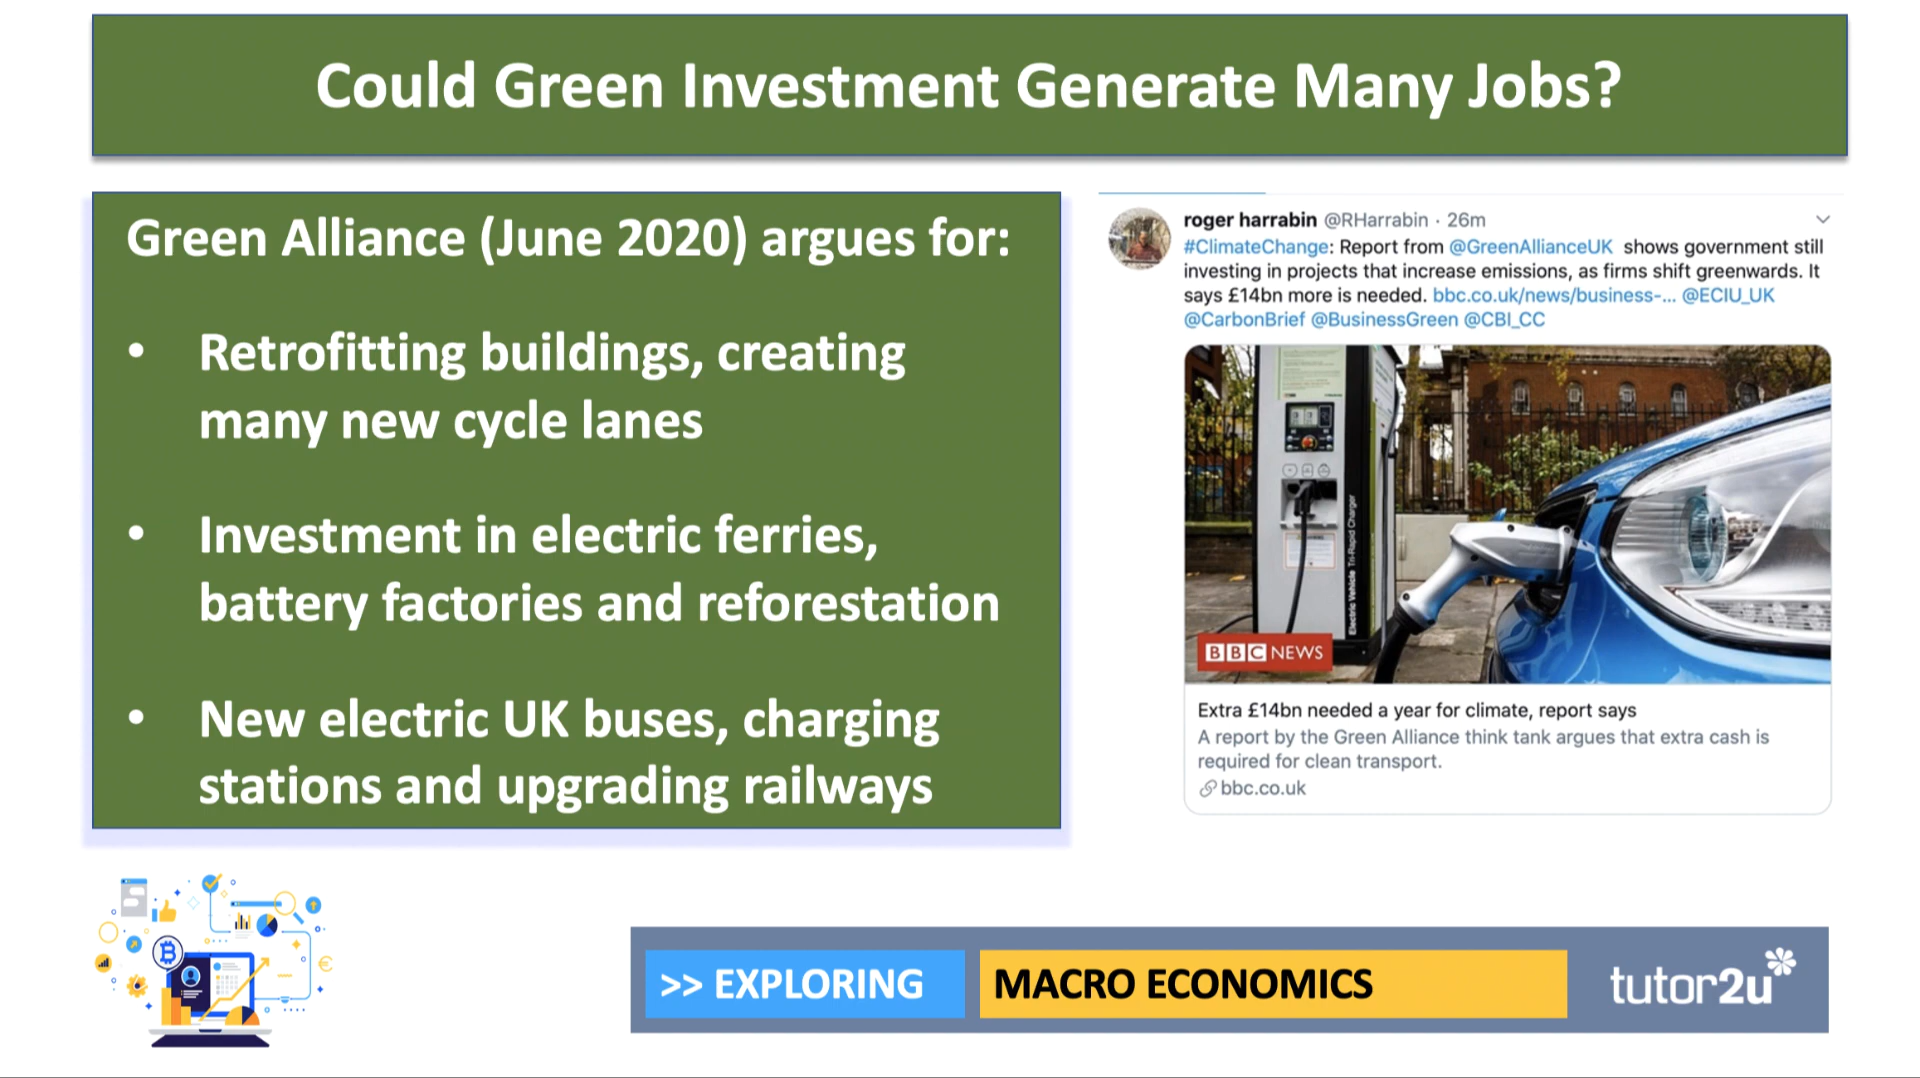 Could Green Investment Generate Many Jobs?
Green Alliance (June 2020) argues for:
• Retrofitting buildings, creating
many new cycle lanes
• Investment in electric ferries,
battery factories and reforestation
• New electric UK buses, charging
stations and upgrading railways
roger harrabin @RHarrabin · 26m
#ClimateChange: Report from @GreenAllianceUK shows government still
investing in projects that increase emissions, as firms shift greenwards. It
says £14bn more is needed. bbc.co.uk/news/business-... @ECIU_UK
@CarbonBrief @BusinessGreen @CBI_CC
Electric Vehicle Tri-Rapid Charger
BBC NEWS
Extra £14bn needed a year for climate, report says
A report by the Green Alliance think tank argues that extra cash is
required for clean transport.
bbc.co.uk
>> EXPLORING
MACRO ECONOMICS
tutor2u